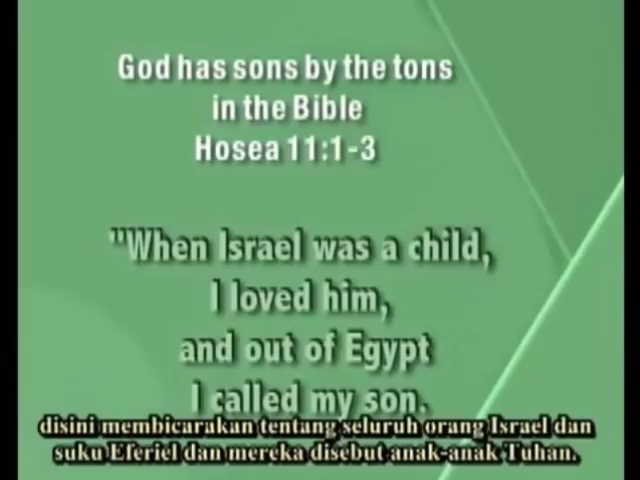 God has sons by the tons
in the Bible
Hosea 11:1-3
"When Israel was a child,
I loved him,
and out of Egypt
I called my son.
disini membicarakan tentang seluruh orang Israel dan
suku Eferiel dan mereka disebut anak-anak Tuhan.